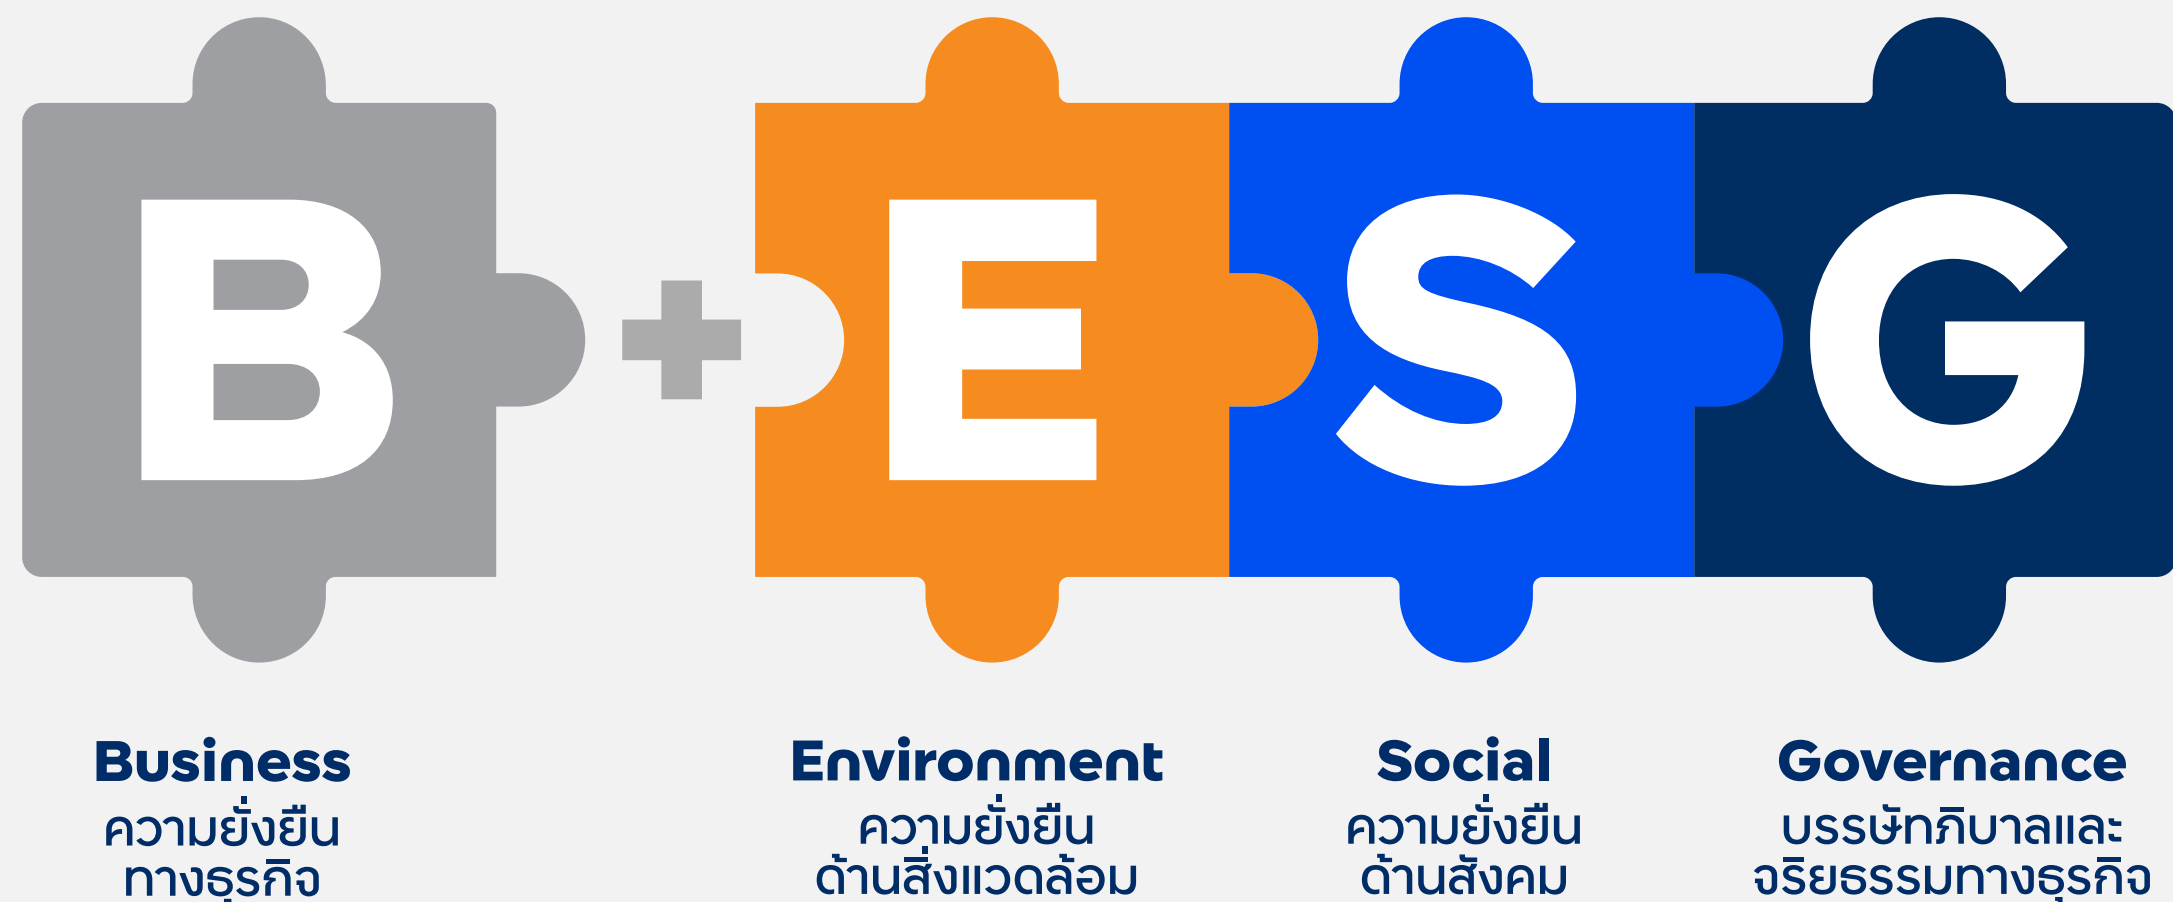 B + E S G
Business
ความยั่งยืน
ทางธุรกิจ
Environment
ความยั่งยืน
ด้านสิ่งแวดล้อม
Social
ความยั่งยืน
ด้านสังคม
Governance
บรรษัทภิบาลและ
จริยธรรมทางธุรกิจ